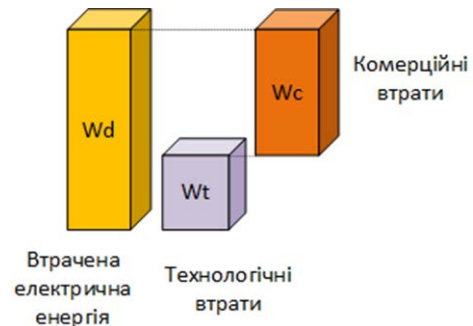 Wd
Wt
Wc
Комерційні
втрати
Втрачена
електрична
енергія
Технологічні
втрати